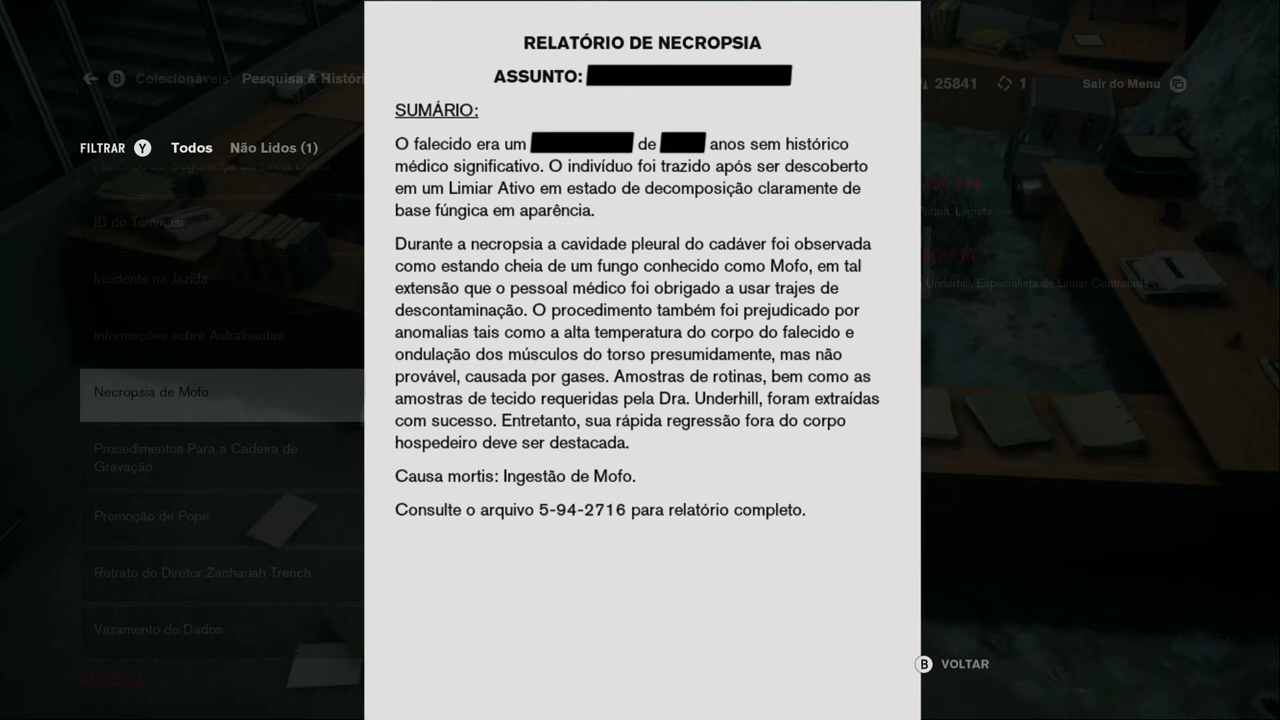 RELATÓRIO DE NECROPSIA
ASSUNTO:
SUMÁRIO:
O falecido era um de anos sem histórico
médico significativo. O indivíduo foi trazido após ser descoberto
em um Limiar Ativo em estado de decomposição claramente de
base fúngica em aparência.
Durante a necropsia a cavidade pleural do cadáver foi observada
como estando cheia de um fungo conhecido como Mofo, em tal
extensão que o pessoal médico foi obrigado a usar trajes de
descontaminação. O procedimento também foi prejudicado por
anomalias tais como a alta temperatura do corpo do falecido e
ondulação dos músculos do torso presumidamente, mas não
provável, causada por gases. Amostras de rotinas, bem como as
amostras de tecido requeridas pela Dra. Underhill, foram extraídas
com sucesso. Entretanto, sua rápida regressão fora do corpo
hospedeiro deve ser destacada.
Causa mortis: Ingestão de Mofo.
Consulte o arquivo 5-94-2716 para relatório completo.
B Colecionáveis Pesquisa & Históri
25841 1 Sair do Menu
FILTRAR Y Todos Não Lidos (1)
ID do Tommasi
Incidente na Jazida
Informações sobre Astralnautas
Necropsia de Mofo
Procedimentos Para a Cadeira de
Gravação
Promoção de Pope
Retrato do Diretor Zachariah Trench
Vazamento de Dados
Underhill, Especialista de Limiar
B VOLTAR